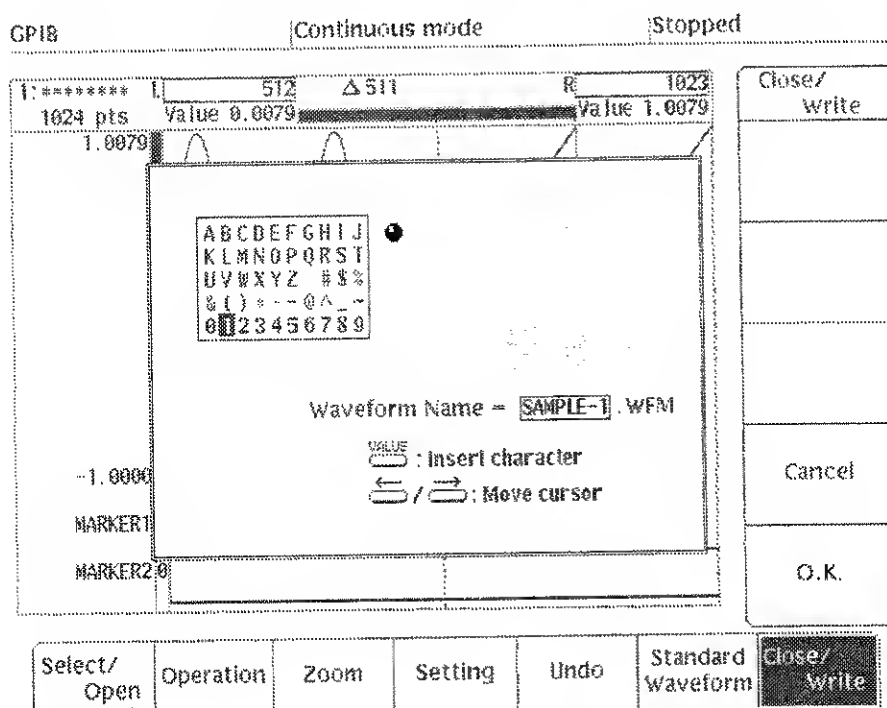 GPIB Continuous mode Stopped
1:******** L 512 Δ511 R 1023
1024 pts Value 0.0079 Value 1.0079
1.0079
Close/
Write
ABCDEFGHIJ
KLMNOPQRST
UVWXYZ #$%
&()
0123456789
Waveform Name = SAMPLE-1 .WFM
VALUE : Insert character
← / → : Move cursor
-1.0000
MARKER1
MARKER2 0
Cancel
O.K.
Select/
Open
Operation
Zoom
Setting
Undo
Standard
Waveform
Close/
Write